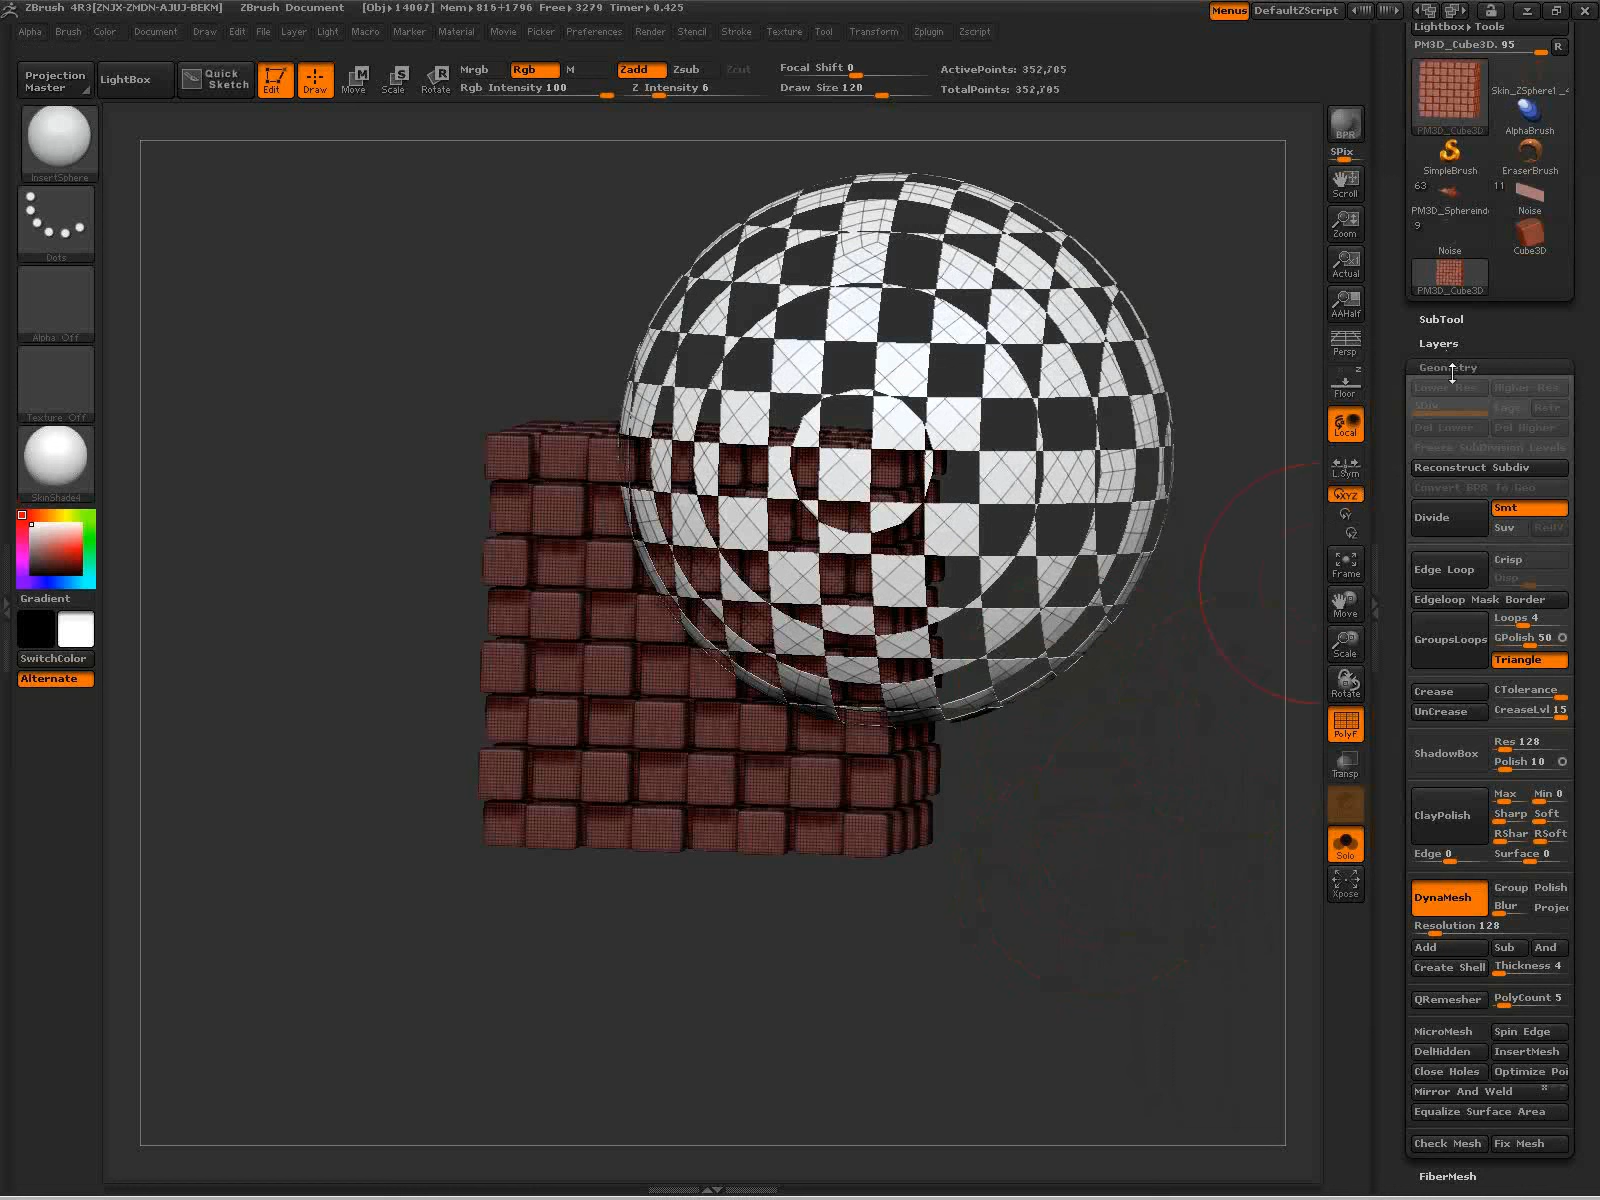 ZBrush 4R3[ZNJX-ZMDN-AJUJ-BEKM] ZBrush Document [Obj▸14007] Mem▸815+1796 Free▸3279 Timer▸0.425 Menus DefaultZScript
Alpha Brush Color Document Draw Edit File Layer Light Macro Marker Material Movie Picker Preferences Render Stencil Stroke Texture Tool Transform Zplugin Zscript
Projection Master
LightBox
Quick Sketch
Edit
Draw
Move
Scale
Rotate
Mrgb Rgb M
Rgb Intensity 100
Zadd Zsub Zcut
Z Intensity 6
Focal Shift 0
Draw Size 120
ActivePoints: 352,705
TotalPoints: 352,705
InsertSphere
Dots
Alpha Off
Texture Off
SkinShade4
Gradient
SwitchColor
Alternate
BPR
SPix
Scroll
Zoom
Actual
AAHalf
Persp
Floor
Local
L.Sym
XYZ
Y
Z
Frame
Move
Scale
Rotate
PolyF
Transp
Solo
Xpose
Lightbox▸Tools
PM3D_Cube3D. 95 R
PM3D_Cube3D
Skin_ZSphere1_4
AlphaBrush
SimpleBrush
EraserBrush
63 11
PM3D_Sphereind Noise
9
Noise Cube3D
PM3D_Cube3D
SubTool
Layers
Geometry
Lower Res Higher Res
SDiv Cage Rstr
Del Lower Del Higher
Freeze SubDivision Levels
Reconstruct Subdiv
Convert BPR To Geo
Divide Smt
Suv ReUV
Edge Loop Crisp
Disp
Edgeloop Mask Border
GroupsLoops Loops 4
GPolish 50
Triangle
Crease CTolerance
UnCrease CreaseLvl 15
ShadowBox Res 128
Polish 10
ClayPolish Max Min 0
Sharp Soft
RShar RSoft
Edge 0 Surface 0
DynaMesh Group Polish
Blur Projec
Resolution 128
Add Sub And
Create Shell Thickness 4
QRemesher PolyCount 5
MicroMesh Spin Edge
DelHidden InsertMesh
Close Holes Optimize Poi
Mirror And Weld
Equalize Surface Area
Check Mesh Fix Mesh
FiberMesh